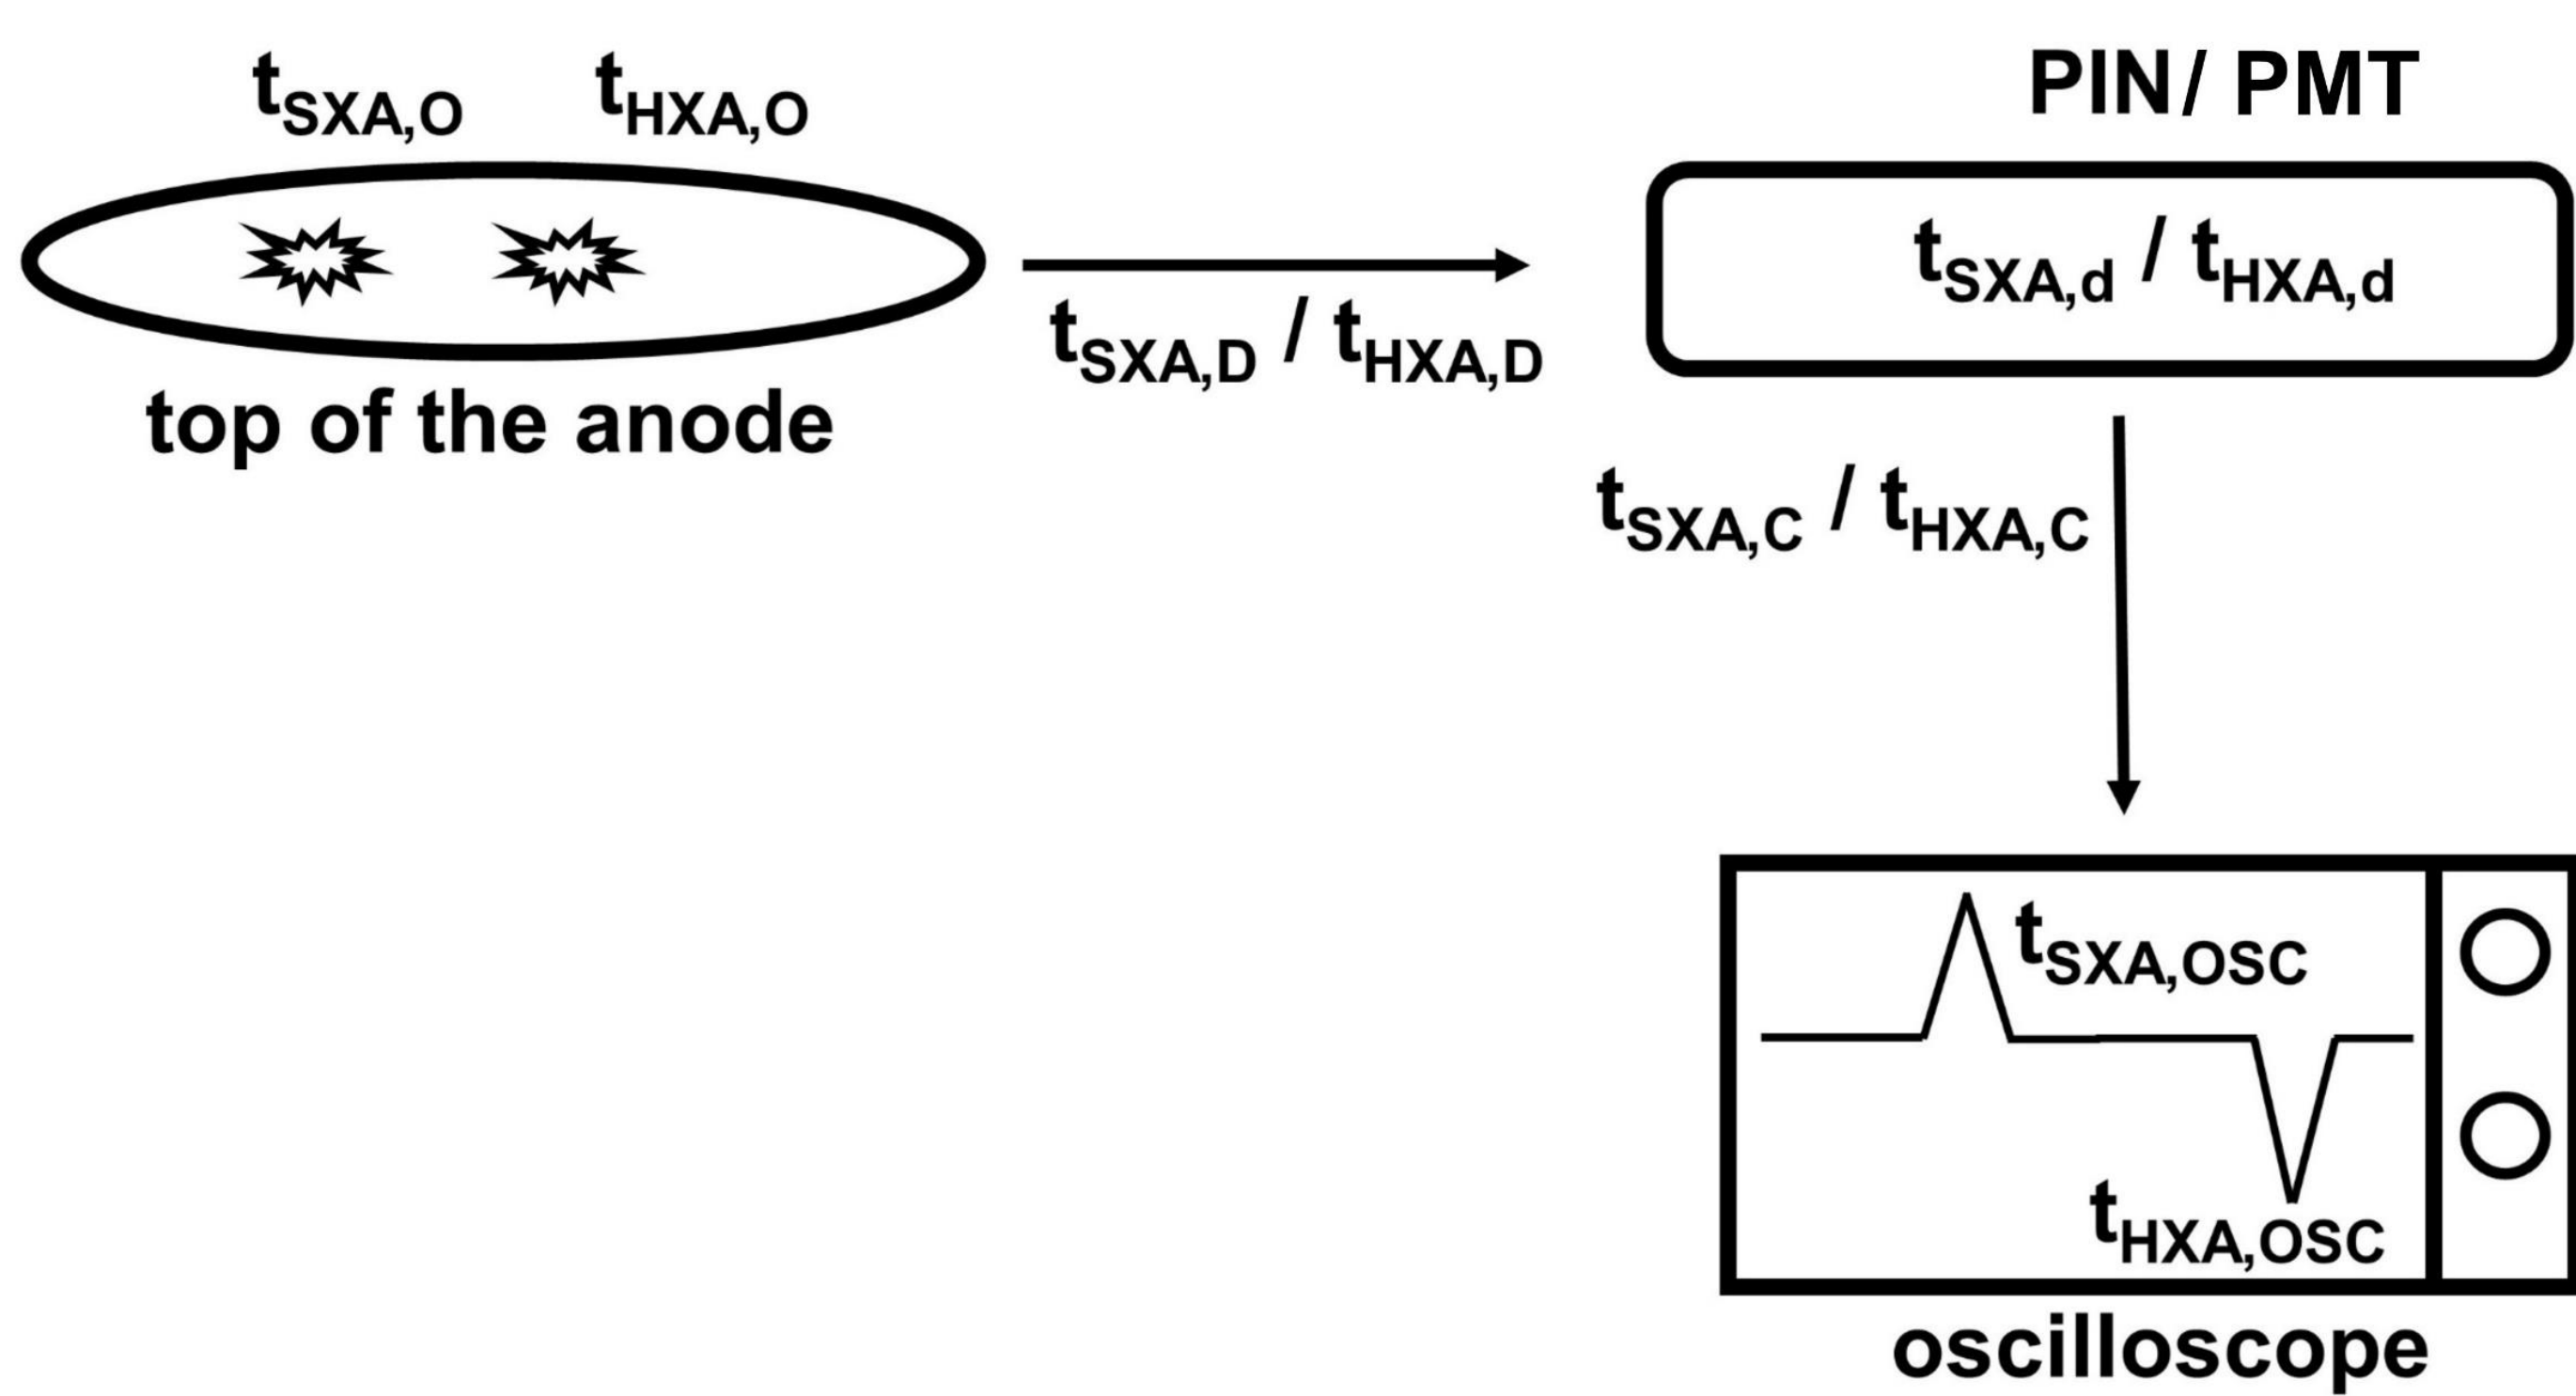 tSXA,O tHXA,O
PIN/ PMT
tSXA,d / tHXA,d
tSXA,D / tHXA,D
top of the anode
tSXA,C / tHXA,C
tSXA,OSC
tHXA,OSC
oscilloscope